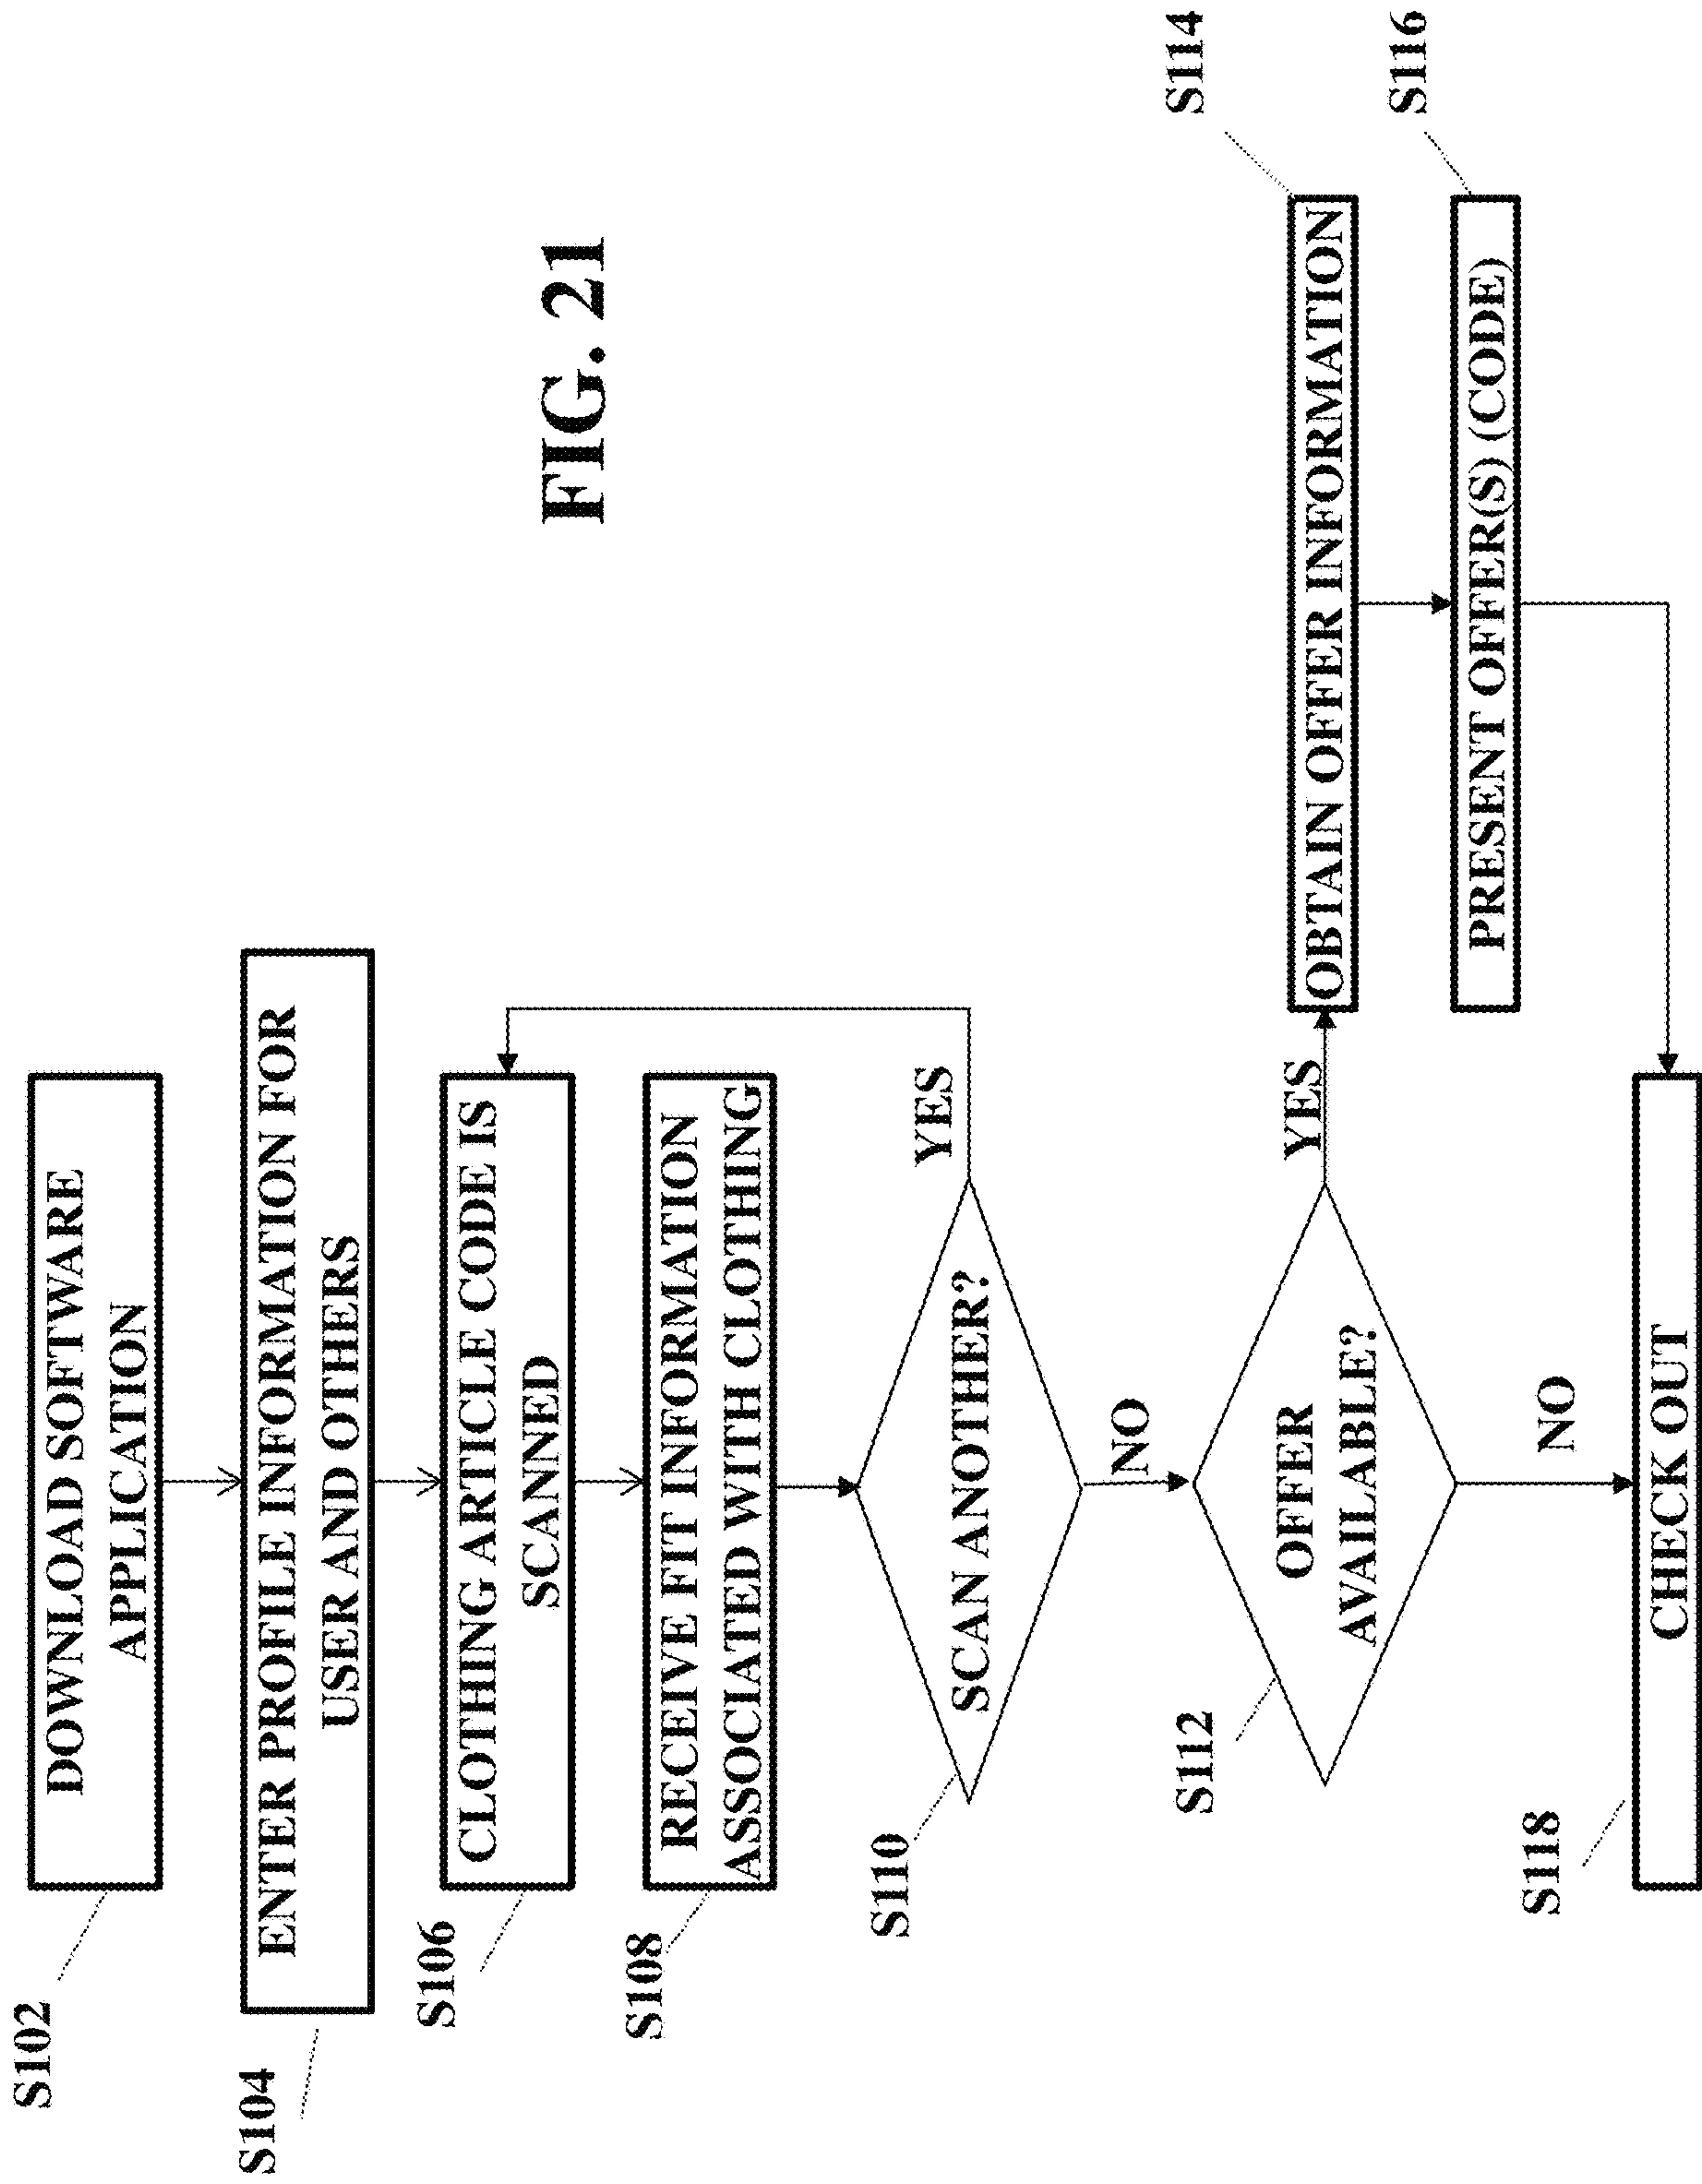 S102
DOWNLOAD SOFTWARE
APPLICATION
S104
ENTER PROFILE INFORMATION FOR
USER AND OTHERS
S106
CLOTHING ARTICLE CODE IS
SCANNED
S108
RECEIVE FIT INFORMATION
ASSOCIATED WITH CLOTHING
FIG. 21
S110
SCAN ANOTHER?
YES
NO
S112
OFFER
AVAILABLE?
YES
S114
OBTAIN OFFER INFORMATION
S116
PRESENT OFFER(S) (CODE)
NO
S118
CHECK OUT